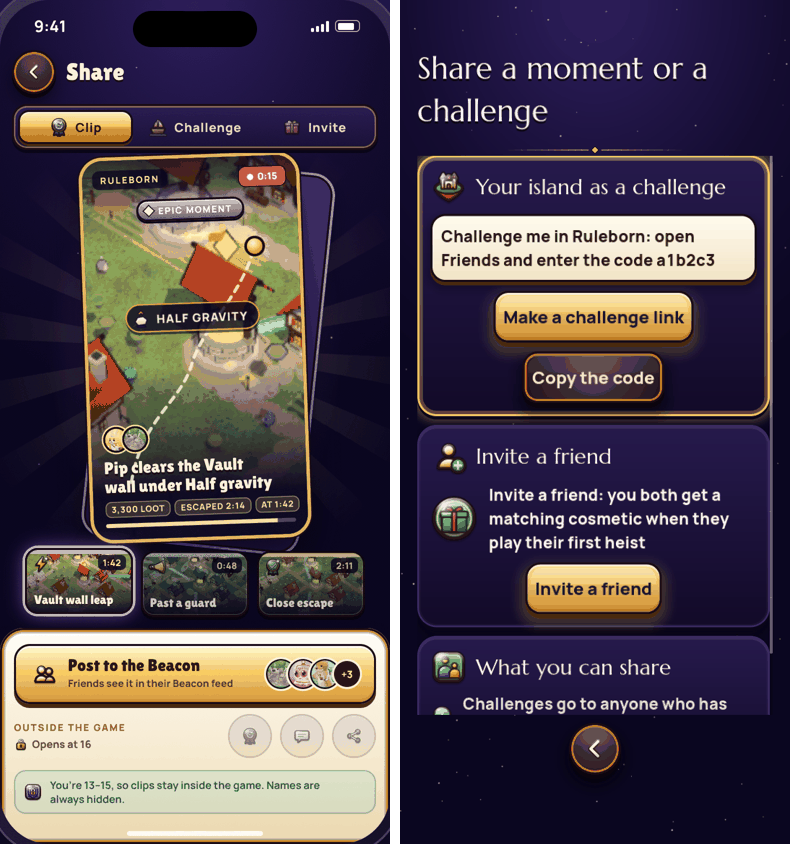 9:41
Share
Clip
Challenge
Invite
RULEBORN
0:15
EPIC MOMENT
HALF GRAVITY
Pip clears the Vault
wall under Half gravity
3,300 LOOT
ESCAPED 2:14
AT 1:42
1:42
Vault wall leap
0:48
Past a guard
2:11
Close escape
Post to the Beacon
Friends see it in their Beacon feed
+3
OUTSIDE THE GAME
Opens at 16
You're 13–15, so clips stay inside the game. Names are
always hidden.
Share a moment or a
challenge
Your island as a challenge
Challenge me in Ruleborn: open
Friends and enter the code a1b2c3
Make a challenge link
Copy the code
Invite a friend
Invite a friend: you both get a
matching cosmetic when they
play their first heist
Invite a friend
What you can share
Challenges go to anyone who has